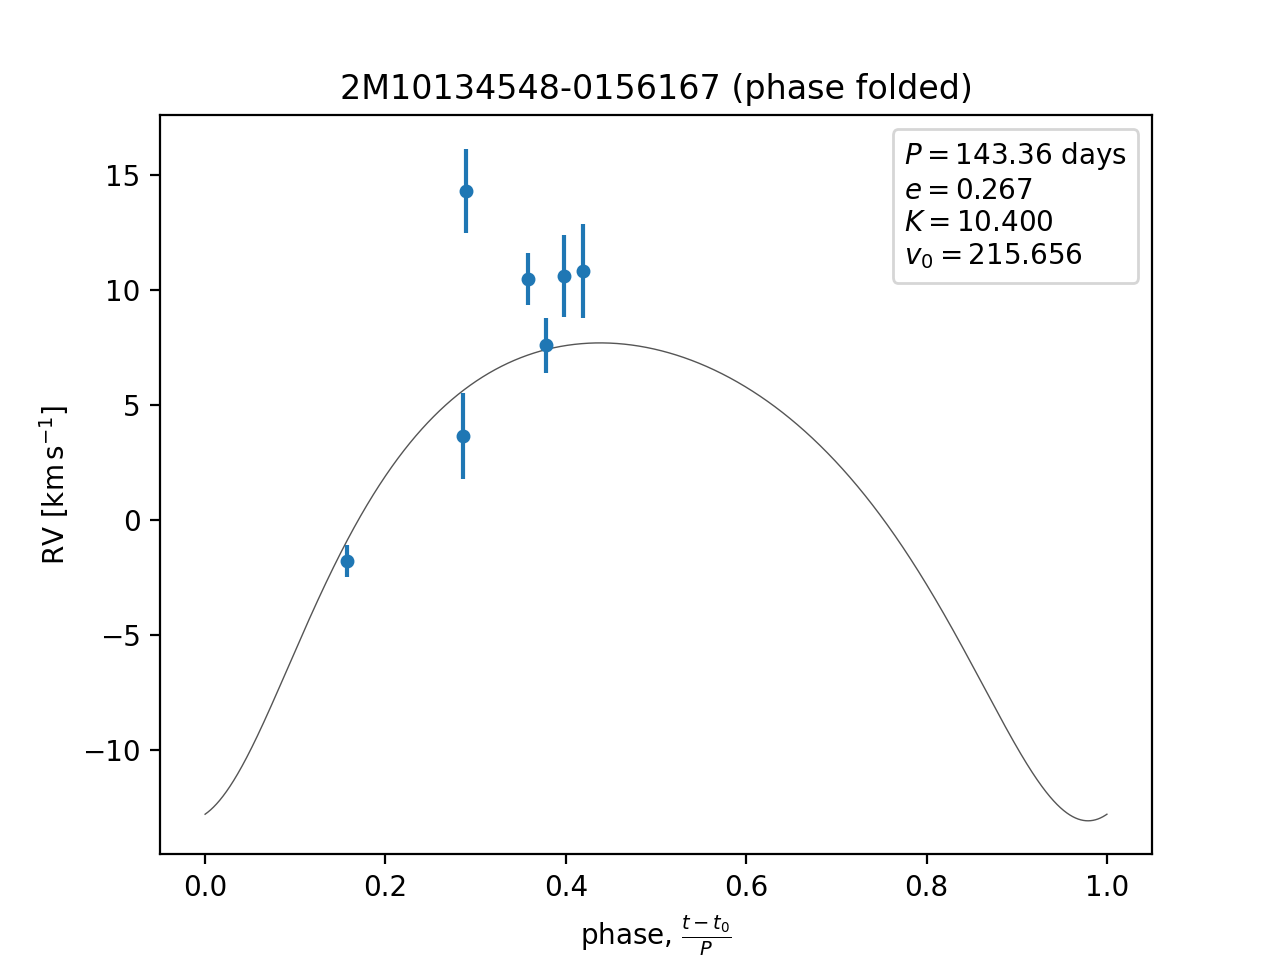 2M10134548-0156167 (phase folded)
P = 143.36 days
e = 0.267
K = 10.400
v₀ = 215.656
RV [km s⁻¹]
15
10
5
0
−5
−10
0.0 0.2 0.4 0.6 0.8 1.0
phase, (t − t₀)/P